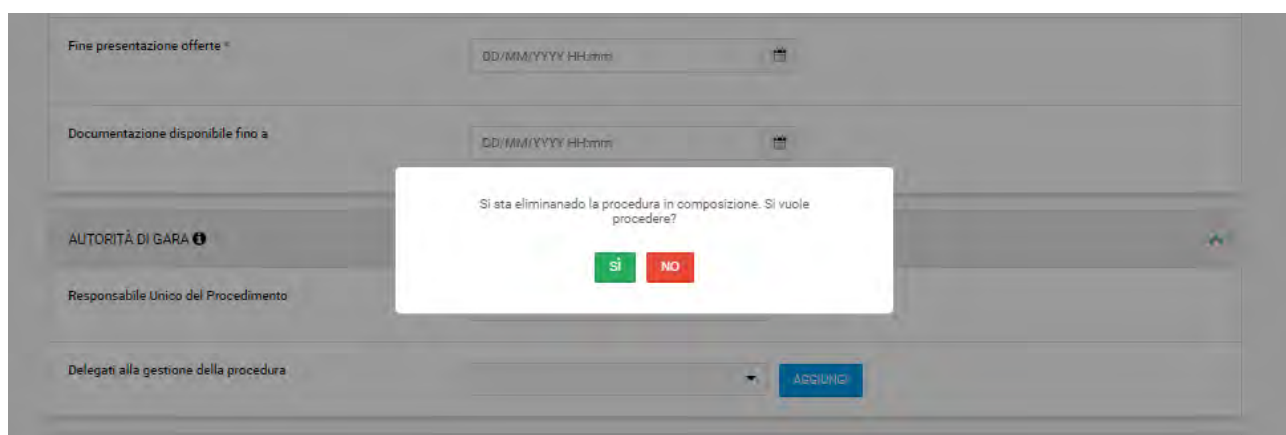 Fine presentazione offerte *
DD/MM/YYYY HH:mm
Documentazione disponibile fino a
DD/MM/YYYY HH:mm
Si sta eliminanado la procedura in composizione. Si vuole
procedere?
SÌ NO
AUTORITÀ DI GARA
Responsabile Unico del Procedimento
Delegati alla gestione della procedura
AGGIUNGI